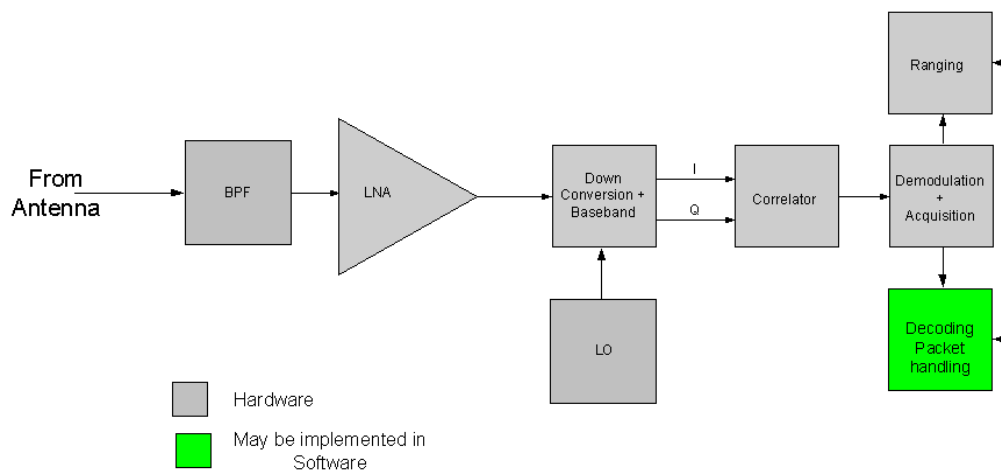 Ranging
From
Antenna
BPF
LNA
Down
Conversion +
Baseband
I
Q
Correlator
Demodulation
+
Acquisition
LO
Decoding
Packet
handling
Hardware
May be implemented in
Software